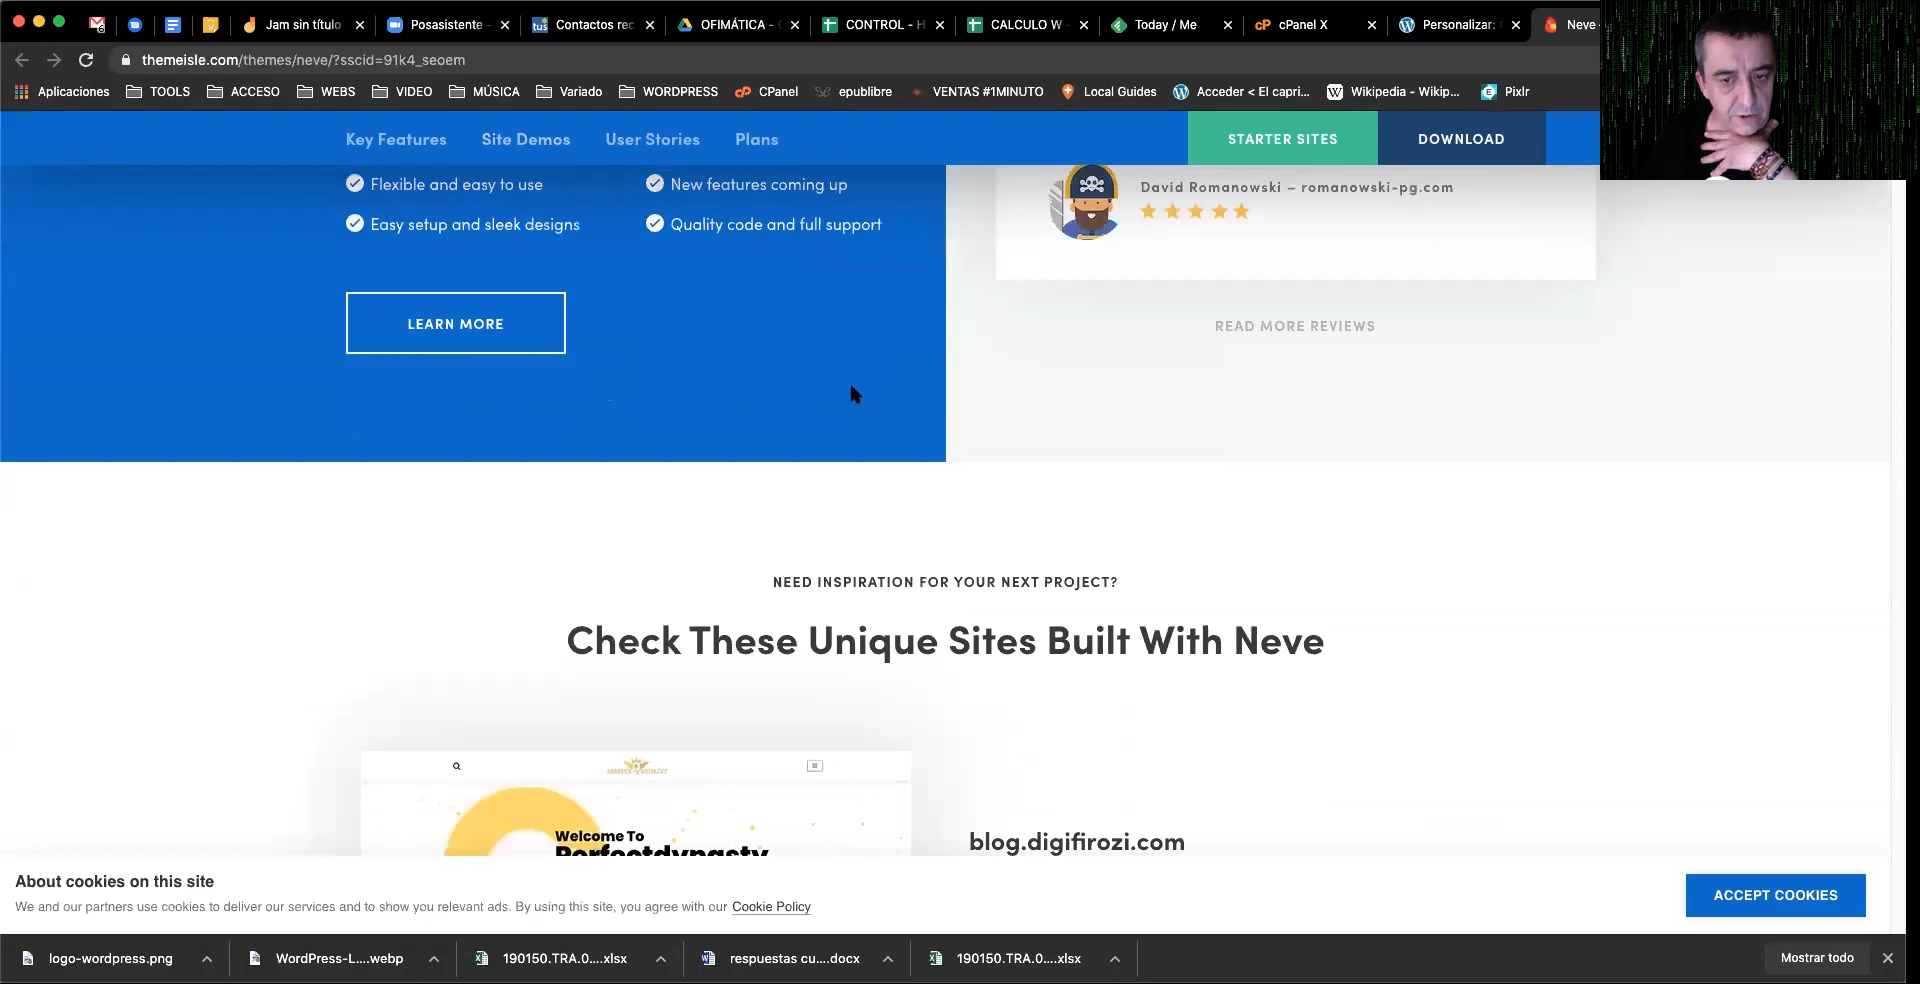 Jam sin título
Posasistente -
Contactos rec
OFIMÁTICA -
CONTROL - H
CALCULO W -
Today / Me
cPanel X
Personalizar:
Neve
themeisle.com/themes/neve/?sscid=91k4_seoem
Aplicaciones
TOOLS
ACCESO
WEBS
VIDEO
MÚSICA
Variado
WORDPRESS
CPanel
epublibre
VENTAS #1MINUTO
Local Guides
Acceder < El capri...
Wikipedia - Wikip...
Pixlr
Key Features
Site Demos
User Stories
Plans
STARTER SITES
DOWNLOAD
Flexible and easy to use
New features coming up
Easy setup and sleek designs
Quality code and full support
LEARN MORE
David Romanowski – romanowski-pg.com
READ MORE REVIEWS
NEED INSPIRATION FOR YOUR NEXT PROJECT?
Check These Unique Sites Built With Neve
Welcome To
Perfectdynasty
blog.digifirozi.com
About cookies on this site
We and our partners use cookies to deliver our services and to show you relevant ads. By using this site, you agree with our Cookie Policy
ACCEPT COOKIES
logo-wordpress.png
WordPress-L....webp
190150.TRA.0....xlsx
respuestas cu....docx
190150.TRA.0....xlsx
Mostrar todo